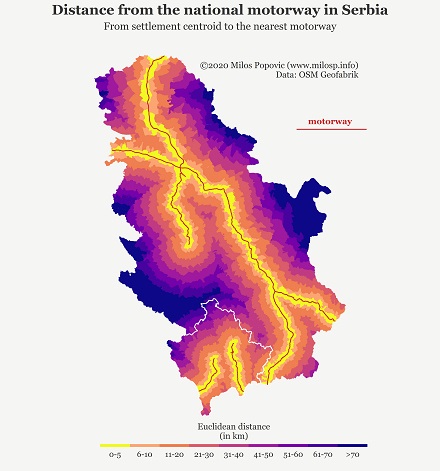 Distance from the national motorway in Serbia
From settlement centroid to the nearest motorway
©2020 Milos Popovic (www.milosp.info)
Data: OSM Geofabrik
motorway
Euclidean distance
(in km)
0-5 6-10 11-20 21-30 31-40 41-50 51-60 61-70 >70